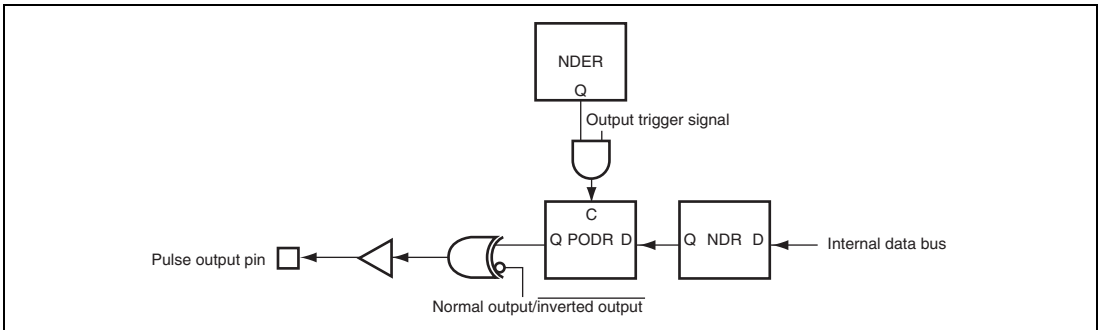 NDER
Q
Output trigger signal
C
Q PODR D
Q NDR D
Internal data bus
Pulse output pin
Normal output/inverted output